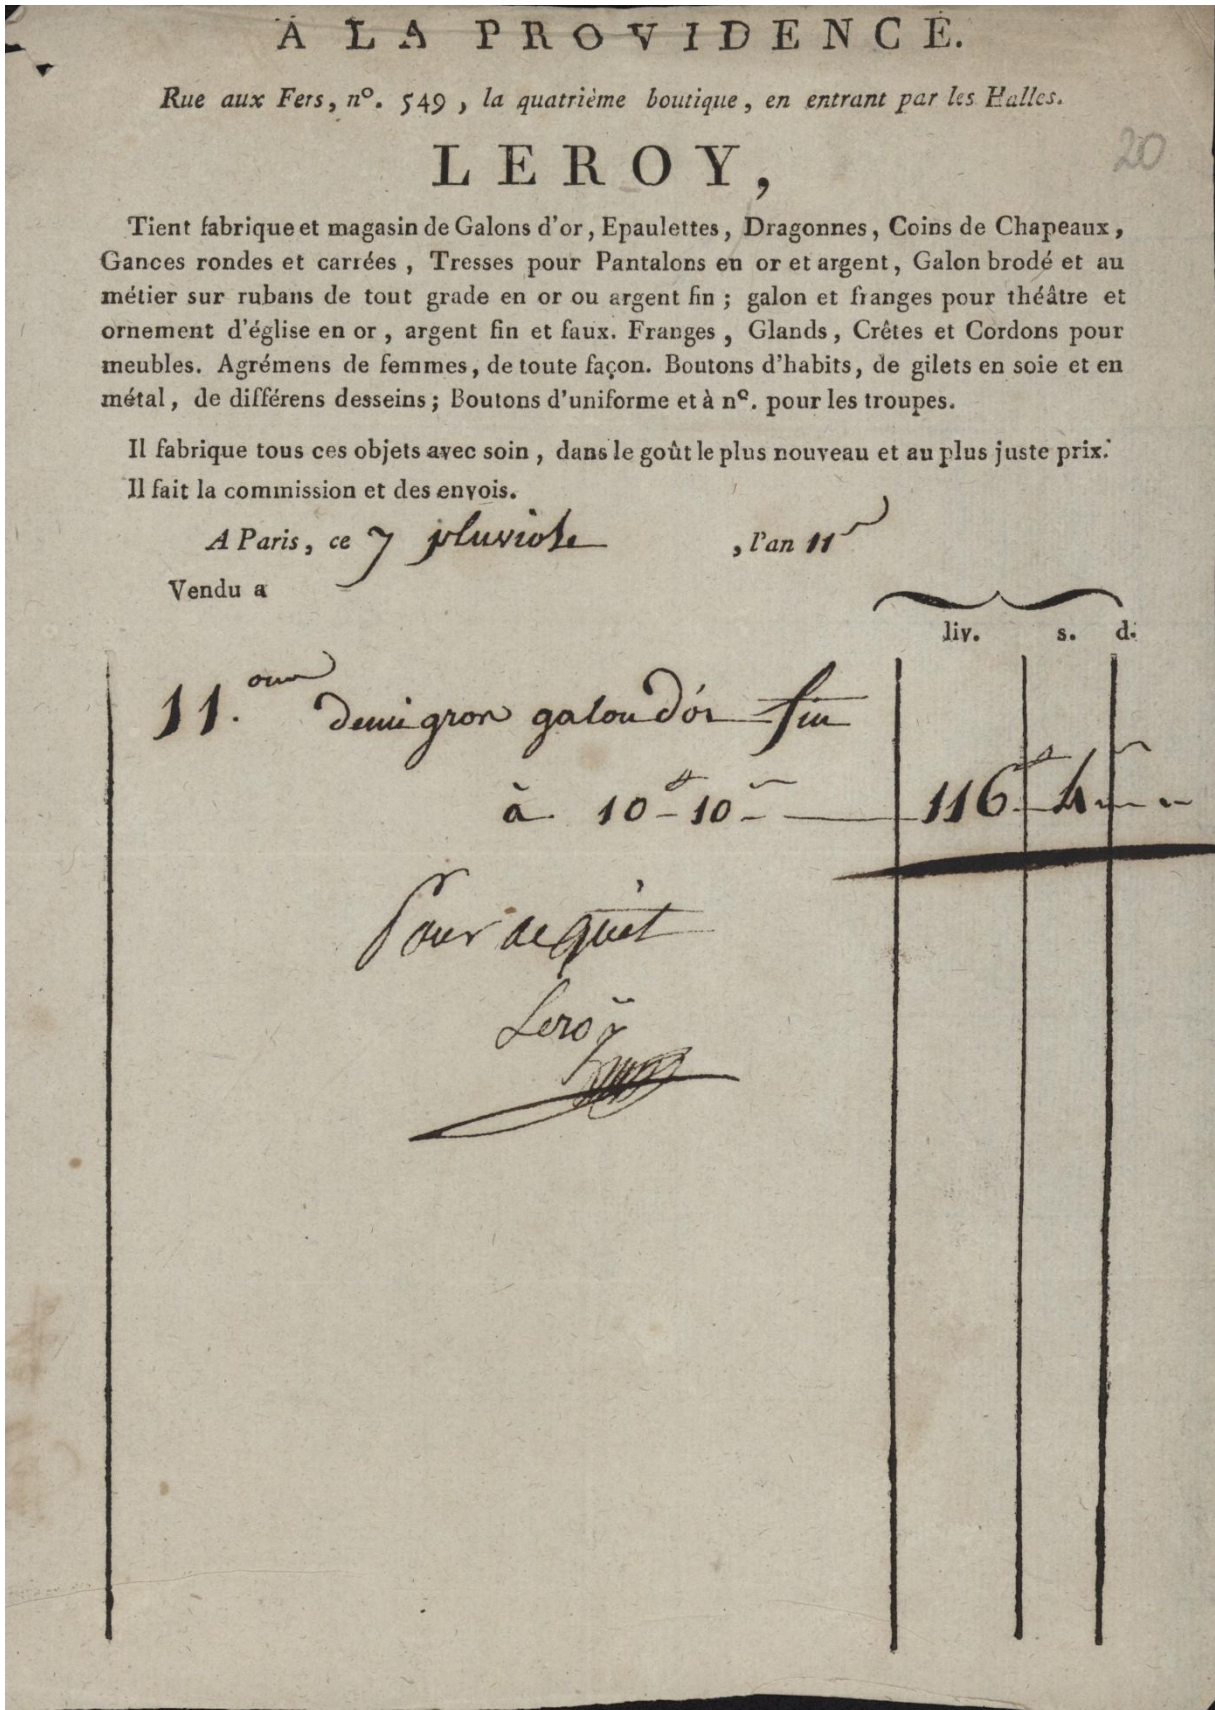 A LA PROVIDENCE.
Rue aux Fers, nº. 549, la quatrième boutique, en entrant par les Halles.
20
LEROY,
Tient fabrique et magasin de Galons d'or, Epaulettes, Dragonnes, Coins de Chapeaux,
Gances rondes et carrées, Tresses pour Pantalons en or et argent, Galon brodé et au
métier sur rubans de tout grade en or ou argent fin; galon et franges pour théâtre et
ornement d'église en or, argent fin et faux. Franges, Glands, Crêtes et Cordons pour
meubles. Agrémens de femmes, de toute façon. Boutons d'habits, de gilets en soie et en
métal, de différens desseins; Boutons d'uniforme et à nº. pour les troupes.
Il fabrique tous ces objets avec soin, dans le goût le plus nouveau et au plus juste prix.
Il fait la commission et des envois.
A Paris, ce 7 pluviose, l'an 11
Vendu a
liv. s. d.
11. demi gron galon d'or fin
à 10 - 10 116 4
Pour acquit
Leroÿ